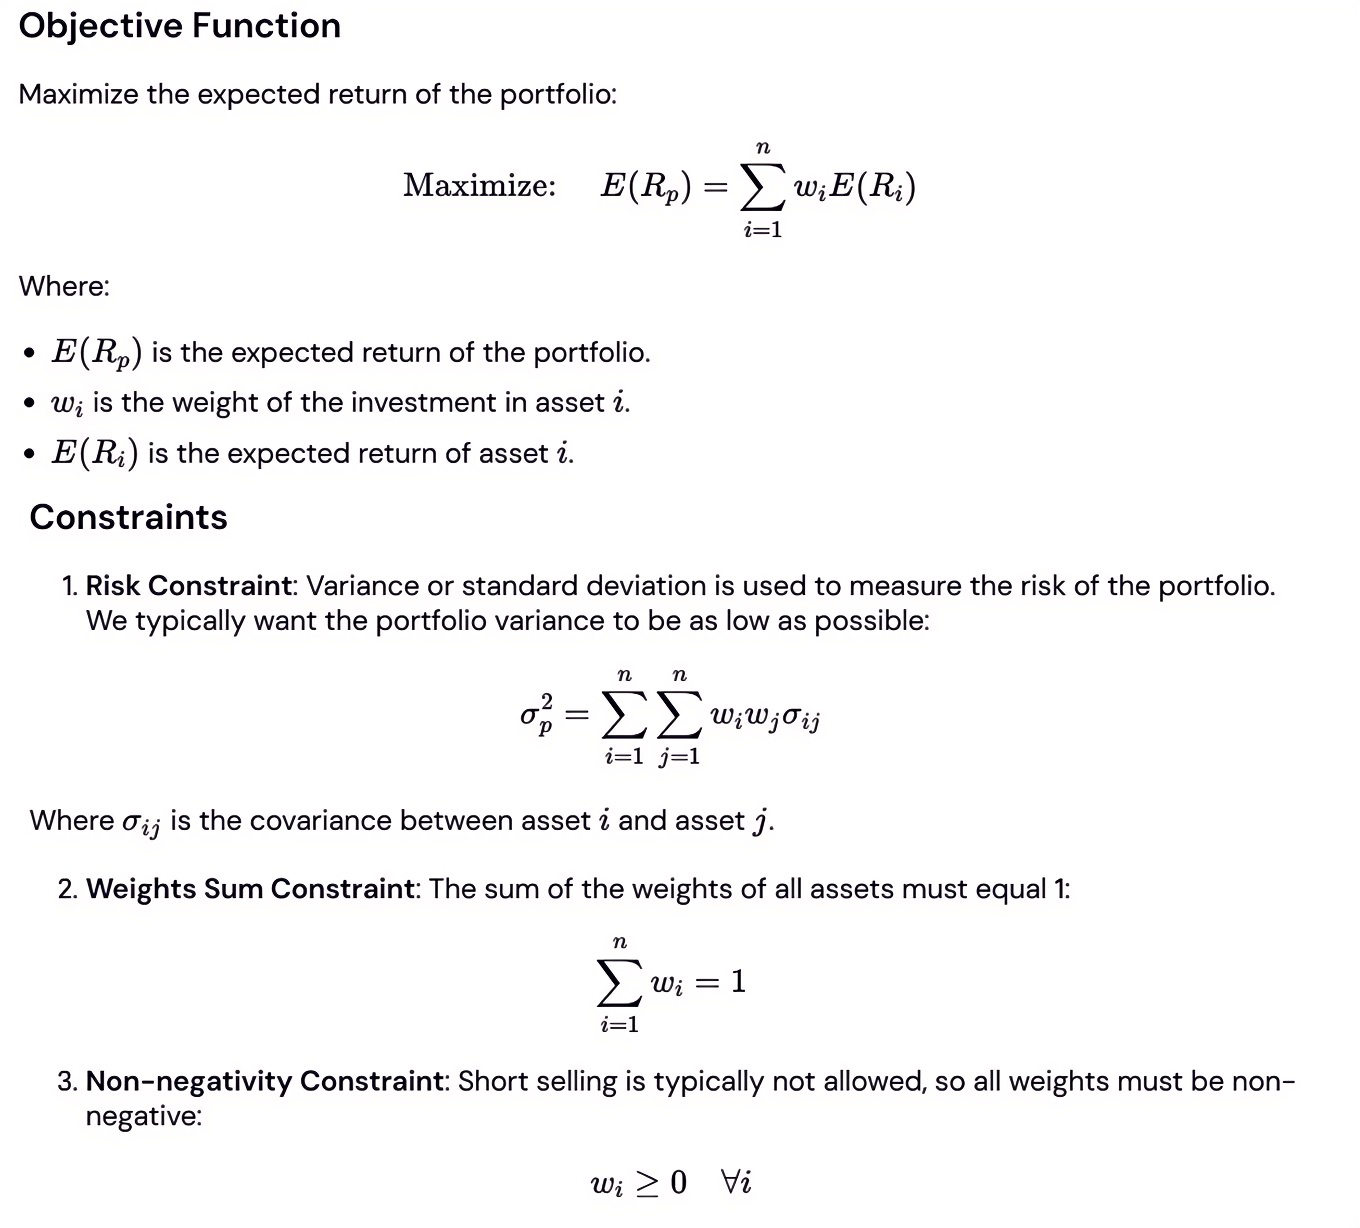 Objective Function
Maximize the expected return of the portfolio:
Maximize: $E(R_p) = \sum_{i=1}^{n} w_i E(R_i)$
Where:
• $E(R_p)$ is the expected return of the portfolio.
• $w_i$ is the weight of the investment in asset $i$.
• $E(R_i)$ is the expected return of asset $i$.
Constraints
1. Risk Constraint: Variance or standard deviation is used to measure the risk of the portfolio.
We typically want the portfolio variance to be as low as possible:
$\sigma_p^2 = \sum_{i=1}^{n} \sum_{j=1}^{n} w_i w_j \sigma_{ij}$
Where $\sigma_{ij}$ is the covariance between asset $i$ and asset $j$.
2. Weights Sum Constraint: The sum of the weights of all assets must equal 1:
$\sum_{i=1}^{n} w_i = 1$
3. Non-negativity Constraint: Short selling is typically not allowed, so all weights must be non-
negative:
$w_i \geq 0 \quad \forall i$